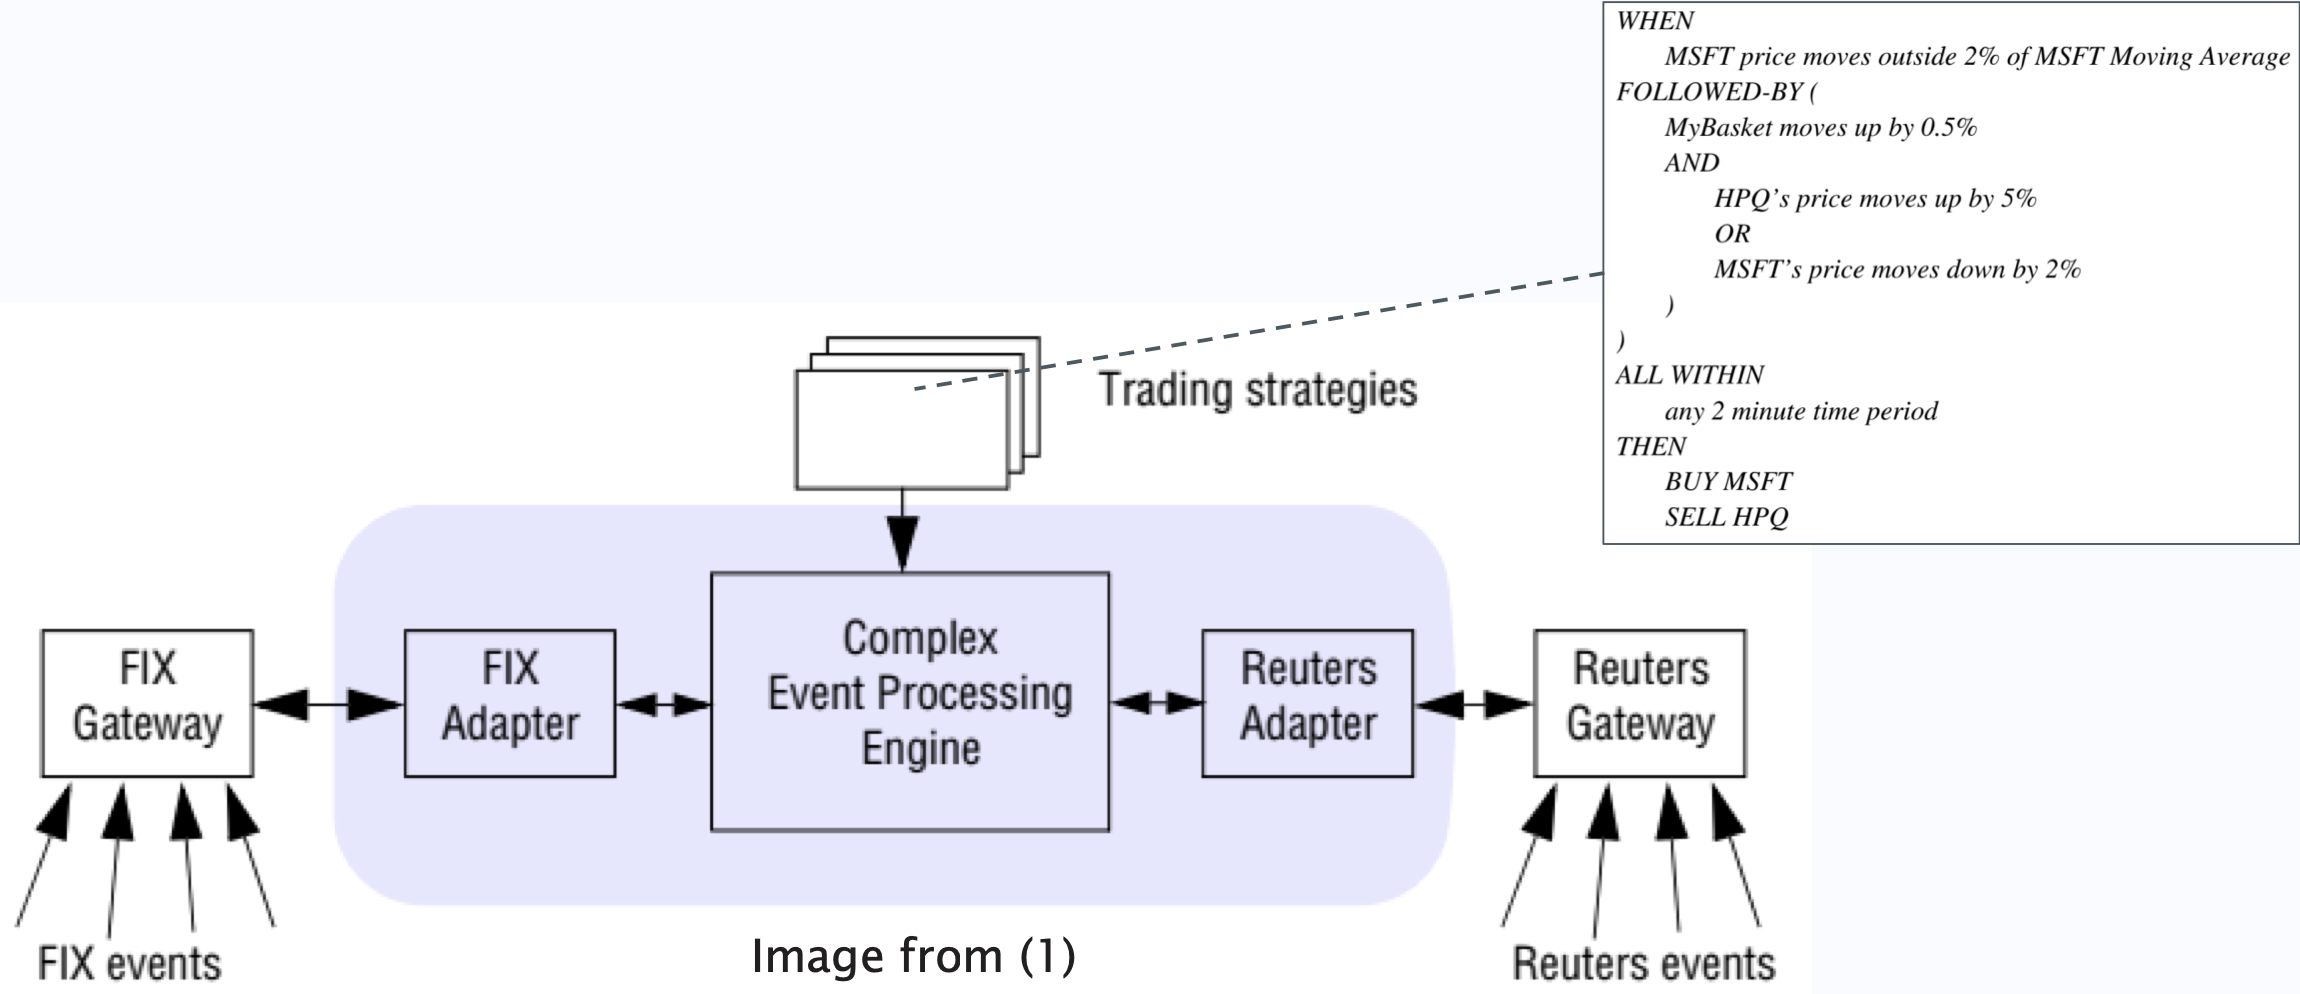 WHEN
MSFT price moves outside 2% of MSFT Moving Average
FOLLOWED-BY (
MyBasket moves up by 0.5%
AND
HPQ’s price moves up by 5%
OR
MSFT’s price moves down by 2%
)
)
ALL WITHIN
any 2 minute time period
THEN
BUY MSFT
SELL HPQ
Trading strategies
FIX
Gateway
FIX
Adapter
Complex
Event Processing
Engine
Reuters
Adapter
Reuters
Gateway
FIX events
Image from (1)
Reuters events